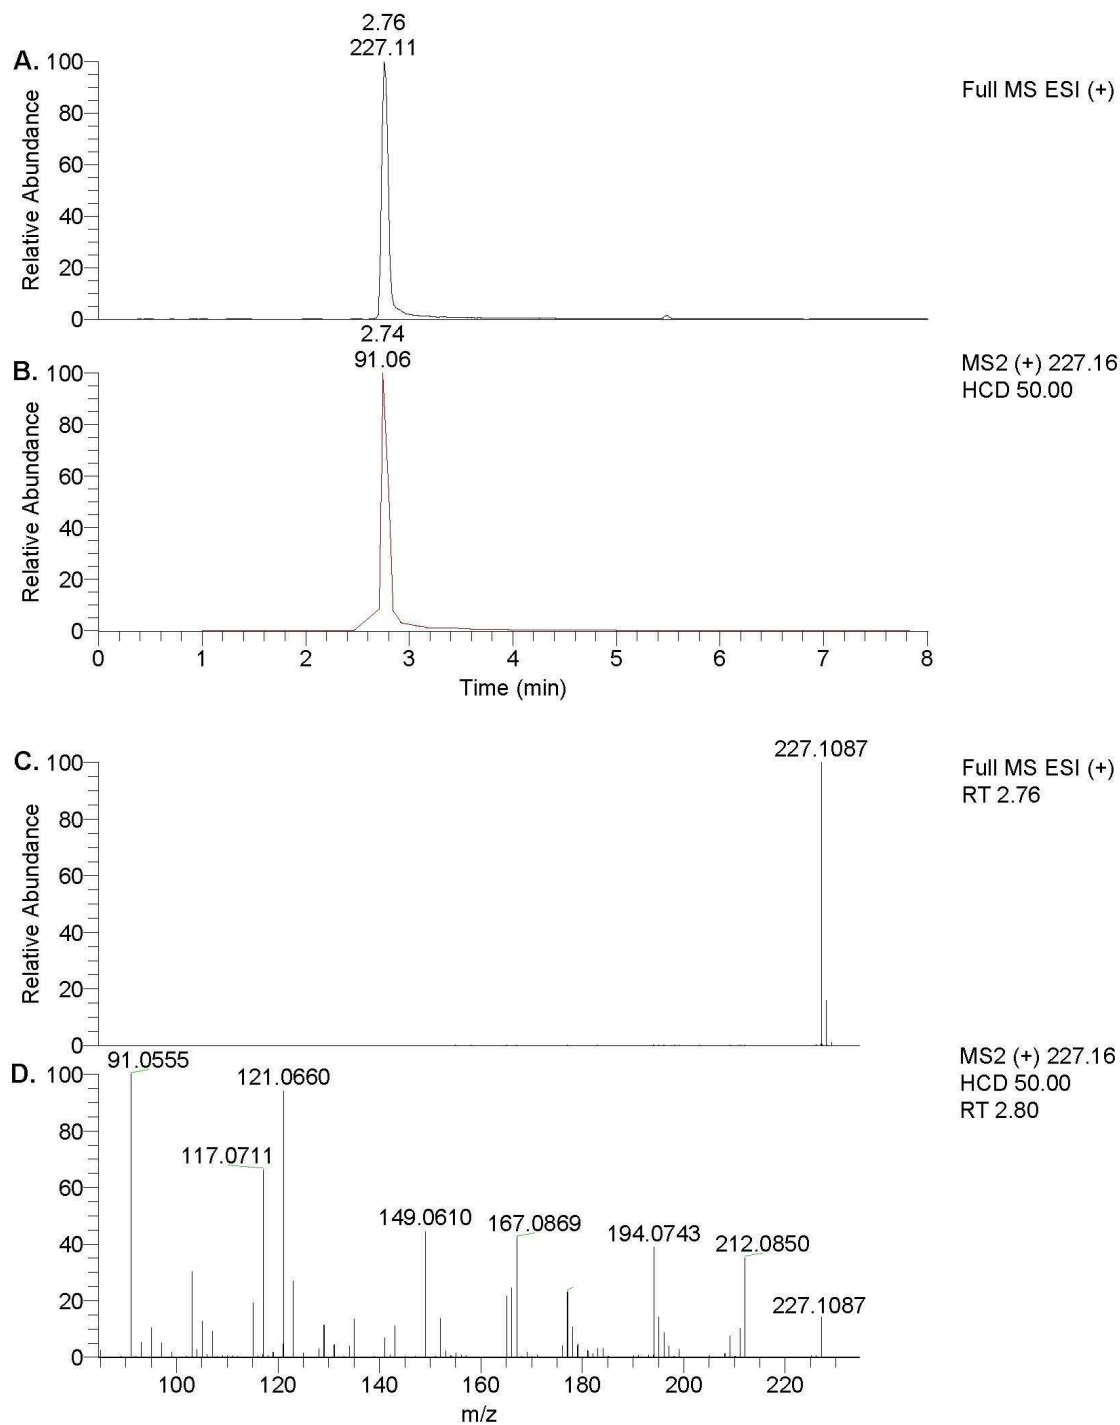 A.
2.76
227.11
Full MS ESI (+)
Relative Abundance
100
80
60
40
20
0
B.
2.74
91.06
MS2 (+) 227.16
HCD 50.00
Relative Abundance
100
80
60
40
20
0
0 1 2 3 4 5 6 7 8
Time (min)
C.
227.1087
Full MS ESI (+)
RT 2.76
Relative Abundance
100
80
60
40
20
0
D.
91.0555
121.0660
117.0711
149.0610
167.0869
194.0743
212.0850
227.1087
MS2 (+) 227.16
HCD 50.00
RT 2.80
100
80
60
40
20
0
100 120 140 160 180 200 220
m/z